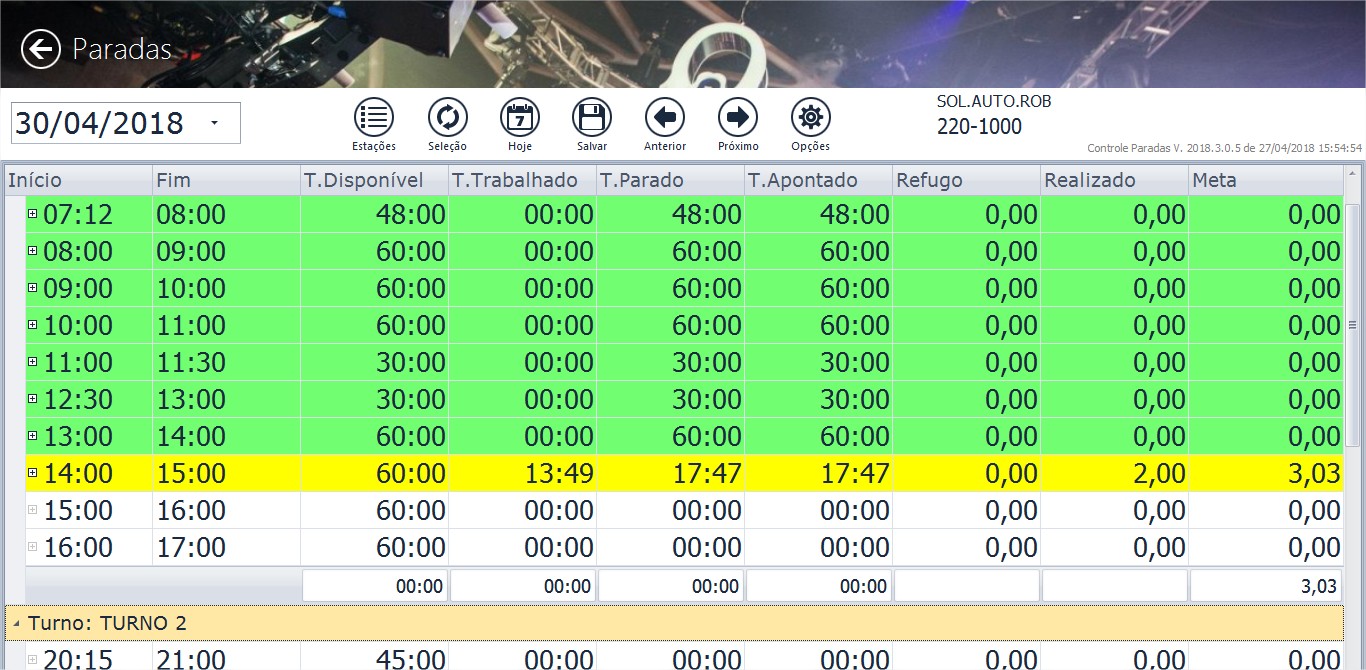 Paradas
30/04/2018
7
Estações Seleção Hoje Salvar Anterior Próximo Opções
SOL.AUTO.ROB
220-1000
Controle Paradas V. 2018.3.0.5 de 27/04/2018 15:54:54
Início Fim T.Disponível T.Trabalhado T.Parado T.Apontado Refugo Realizado Meta
07:12 08:00 48:00 00:00 48:00 48:00 0,00 0,00 0,00
08:00 09:00 60:00 00:00 60:00 60:00 0,00 0,00 0,00
09:00 10:00 60:00 00:00 60:00 60:00 0,00 0,00 0,00
10:00 11:00 60:00 00:00 60:00 60:00 0,00 0,00 0,00
11:00 11:30 30:00 00:00 30:00 30:00 0,00 0,00 0,00
12:30 13:00 30:00 00:00 30:00 30:00 0,00 0,00 0,00
13:00 14:00 60:00 00:00 60:00 60:00 0,00 0,00 0,00
14:00 15:00 60:00 13:49 17:47 17:47 0,00 2,00 3,03
15:00 16:00 60:00 00:00 00:00 00:00 0,00 0,00 0,00
16:00 17:00 60:00 00:00 00:00 00:00 0,00 0,00 0,00
00:00 00:00 00:00 00:00 3,03
Turno: TURNO 2
20:15 21:00 45:00 00:00 00:00 00:00 0,00 0,00 0,00